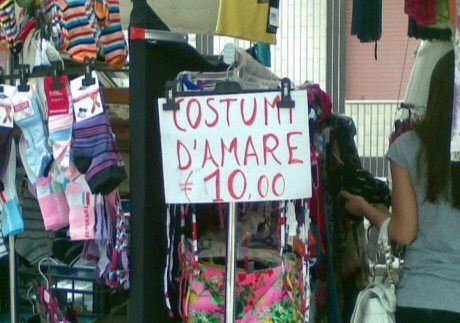 COSTUMI
D'AMARE
€ 10,00